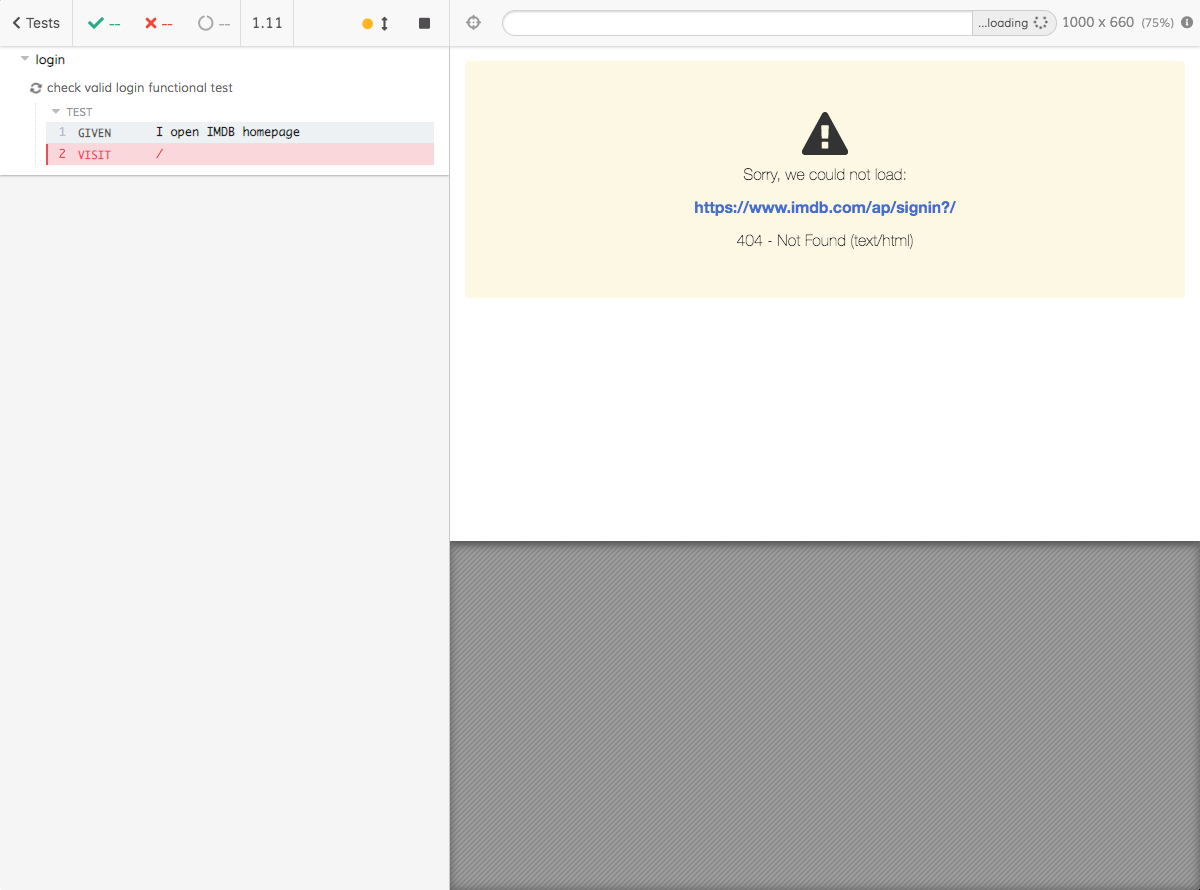 Tests -- -- -- 1.11
...loading 1000 x 660 (75%)
login
check valid login functional test
TEST
1 GIVEN I open IMDB homepage
2 VISIT /
Sorry, we could not load:
https://www.imdb.com/ap/signin?/
404 - Not Found (text/html)